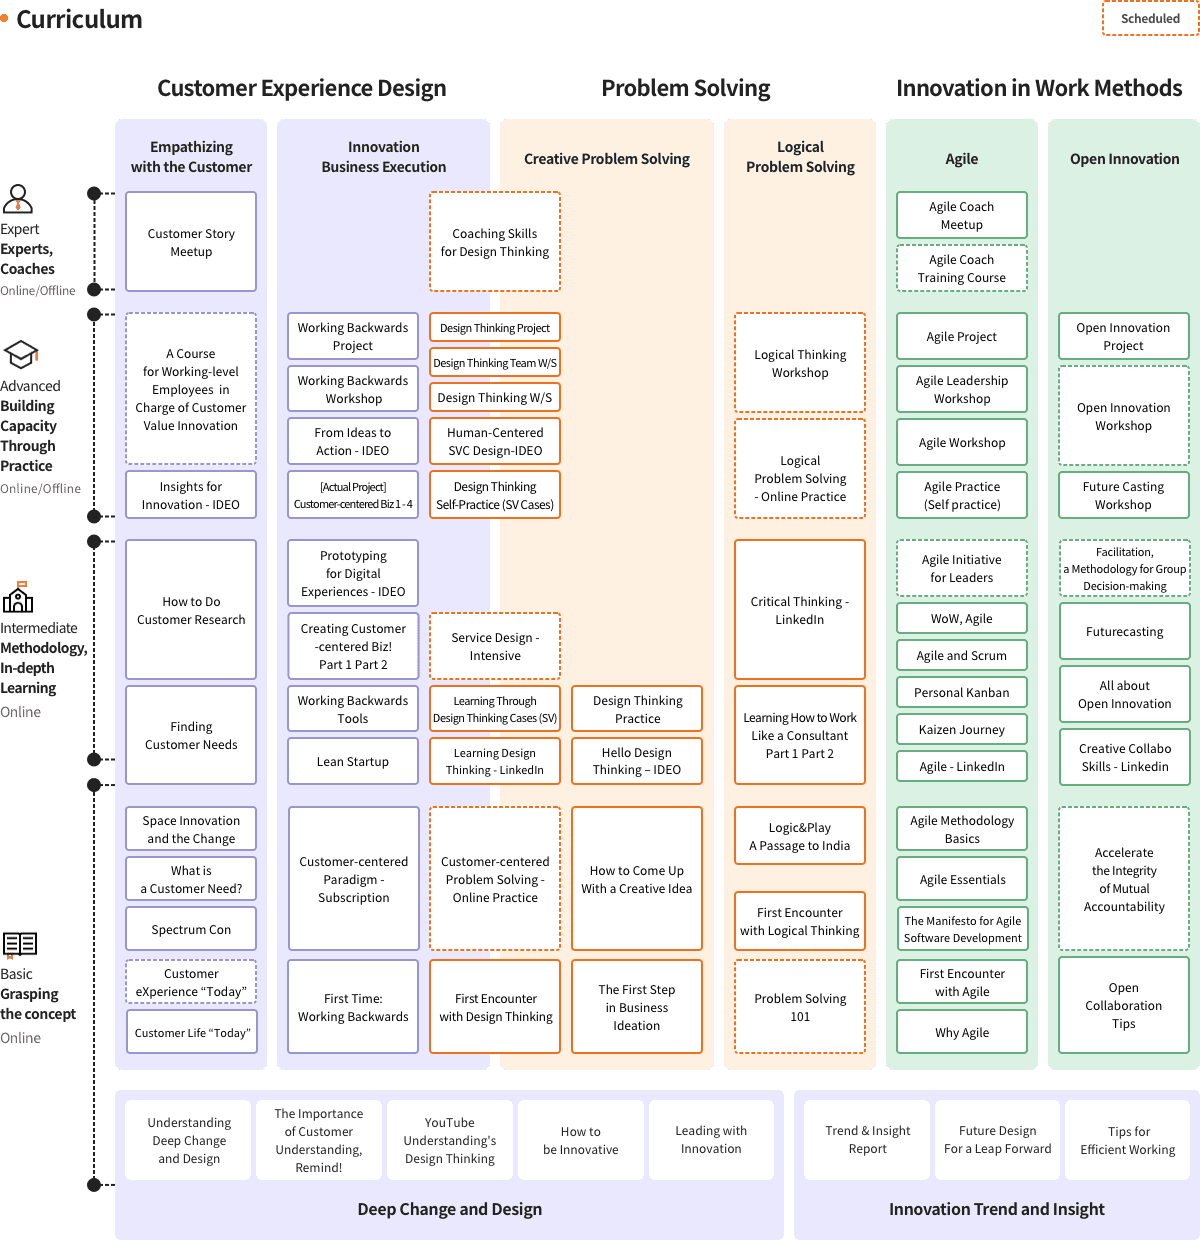 Curriculum
Scheduled
Customer Experience Design
Problem Solving
Innovation in Work Methods
Empathizing
with the Customer
Innovation
Business Execution
Creative Problem Solving
Logical
Problem Solving
Agile
Open Innovation
Expert
Experts,
Coaches
Online/Offline
Customer Story
Meetup
Coaching Skills
for Design Thinking
Agile Coach
Meetup
Agile Coach
Training Course
Advanced
Building
Capacity
Through
Practice
Online/Offline
A Course
for Working-level
Employees in
Charge of Customer
Value Innovation
Insights for
Innovation - IDEO
Working Backwards
Project
Working Backwards
Workshop
From Ideas to
Action - IDEO
[Actual Project]
Customer-centered Biz 1 - 4
Design Thinking Project
Design Thinking Team W/S
Design Thinking W/S
Human-Centered
SVC Design-IDEO
Design Thinking
Self-Practice (SV Cases)
Logical Thinking
Workshop
Logical
Problem Solving
- Online Practice
Agile Project
Agile Leadership
Workshop
Agile Workshop
Agile Practice
(Self practice)
Open Innovation
Project
Open Innovation
Workshop
Future Casting
Workshop
Intermediate
Methodology,
In-depth
Learning
Online
How to Do
Customer Research
Finding
Customer Needs
Prototyping
for Digital
Experiences - IDEO
Creating Customer
-centered Biz!
Part 1 Part 2
Working Backwards
Tools
Lean Startup
Service Design -
Intensive
Learning Through
Design Thinking Cases (SV)
Learning Design
Thinking - LinkedIn
Design Thinking
Practice
Hello Design
Thinking – IDEO
Critical Thinking -
LinkedIn
Learning How to Work
Like a Consultant
Part 1 Part 2
Agile Initiative
for Leaders
WoW, Agile
Agile and Scrum
Personal Kanban
Kaizen Journey
Agile - LinkedIn
Facilitation,
a Methodology for Group
Decision-making
Futurecasting
All about
Open Innovation
Creative Collabo
Skills - Linkedin
Basic
Grasping
the concept
Online
Space Innovation
and the Change
What is
a Customer Need?
Spectrum Con
Customer
eXperience “Today”
Customer Life “Today”
Customer-centered
Paradigm -
Subscription
First Time:
Working Backwards
Customer-centered
Problem Solving -
Online Practice
First Encounter
with Design Thinking
How to Come Up
With a Creative Idea
The First Step
in Business
Ideation
Logic&Play
A Passage to India
First Encounter
with Logical Thinking
Problem Solving
101
Agile Methodology
Basics
Agile Essentials
The Manifesto for Agile
Software Development
First Encounter
with Agile
Why Agile
Accelerate
the Integrity
of Mutual
Accountability
Open
Collaboration
Tips
Understanding
Deep Change
and Design
The Importance
of Customer
Understanding,
Remind!
YouTube
Understanding's
Design Thinking
How to
be Innovative
Leading with
Innovation
Deep Change and Design
Trend & Insight
Report
Future Design
For a Leap Forward
Tips for
Efficient Working
Innovation Trend and Insight